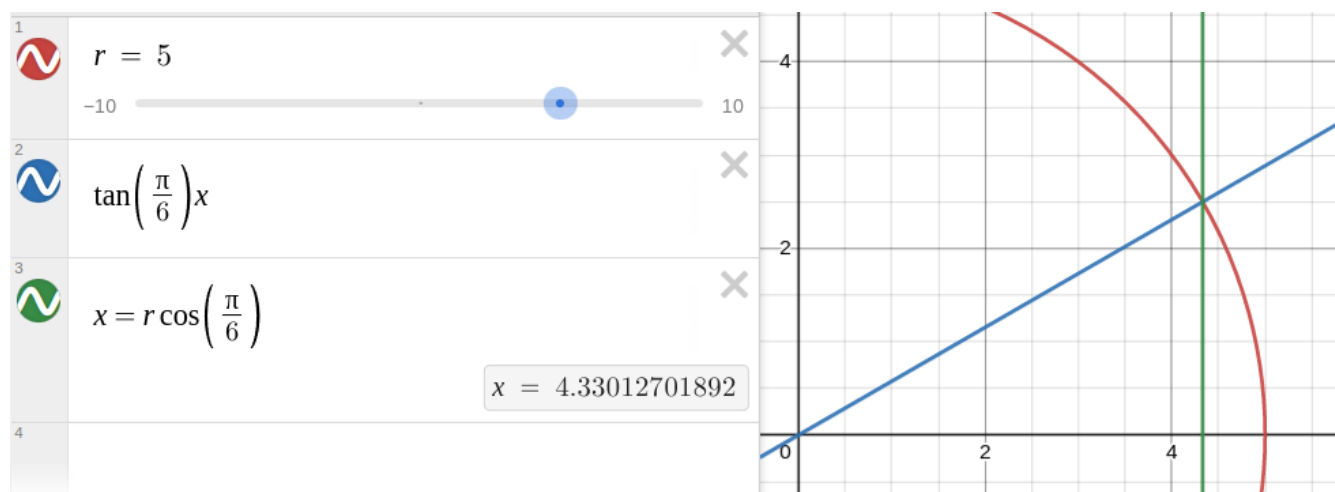 1
r = 5
−10 10
2
tan(π/6)x
3
x = r cos(π/6)
x = 4.33012701892
4
4
2
0 2 4